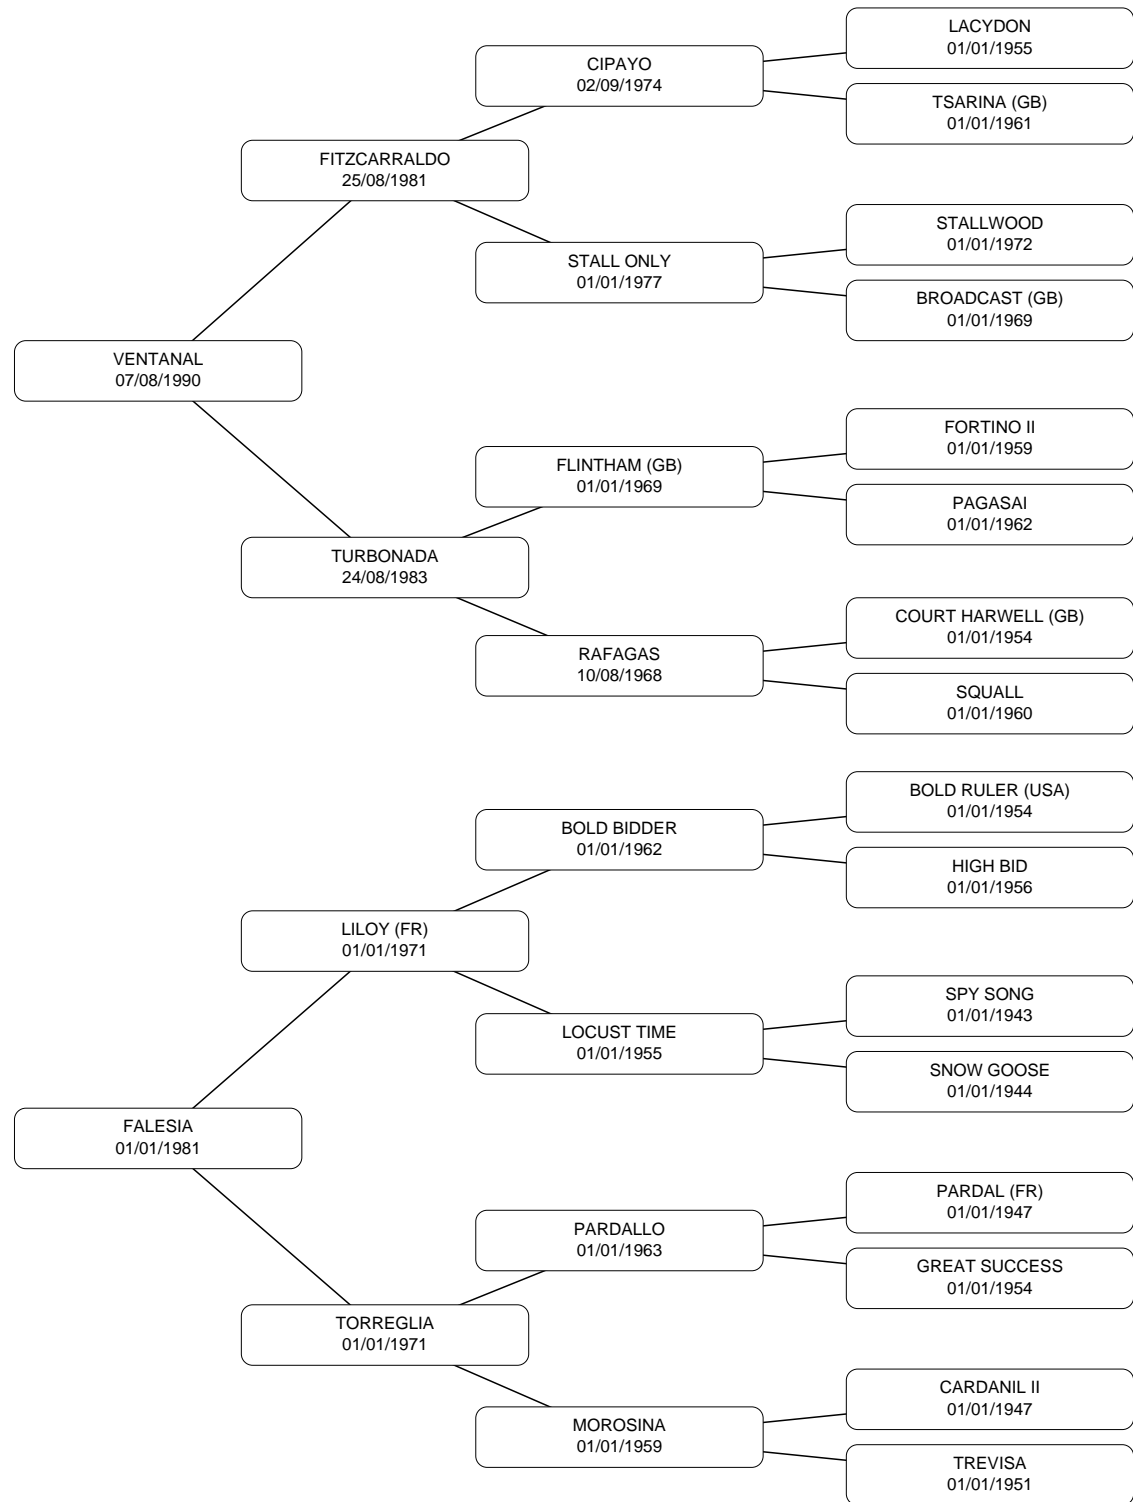 LACYDON
01/01/1955
CIPAYO
02/09/1974
TSARINA (GB)
01/01/1961
FITZCARRALDO
25/08/1981
STALLWOOD
01/01/1972
STALL ONLY
01/01/1977
BROADCAST (GB)
01/01/1969
VENTANAL
07/08/1990
FORTINO II
01/01/1959
FLINTHAM (GB)
01/01/1969
PAGASAI
01/01/1962
TURBONADA
24/08/1983
COURT HARWELL (GB)
01/01/1954
RAFAGAS
10/08/1968
SQUALL
01/01/1960
BOLD RULER (USA)
01/01/1954
BOLD BIDDER
01/01/1962
HIGH BID
01/01/1956
LILOY (FR)
01/01/1971
SPY SONG
01/01/1943
LOCUST TIME
01/01/1955
SNOW GOOSE
01/01/1944
FALESIA
01/01/1981
PARDAL (FR)
01/01/1947
PARDALLO
01/01/1963
GREAT SUCCESS
01/01/1954
TORREGLIA
01/01/1971
CARDANIL II
01/01/1947
MOROSINA
01/01/1959
TREVISA
01/01/1951